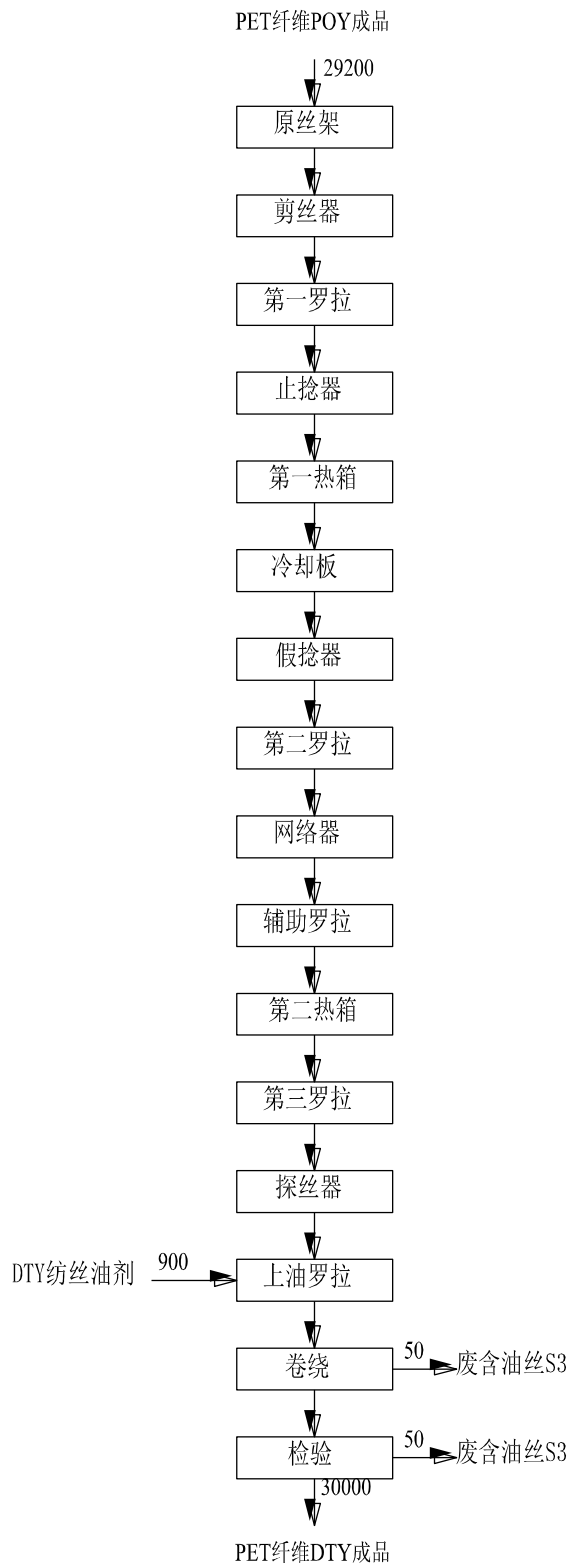 PET纤维POY成品
29200
原丝架
剪丝器
第一罗拉
止捻器
第一热箱
冷却板
假捻器
第二罗拉
网络器
辅助罗拉
第二热箱
第三罗拉
探丝器
DTY纺丝油剂
900
上油罗拉
卷绕
50
废含油丝S3
检验
50
废含油丝S3
30000
PET纤维DTY成品